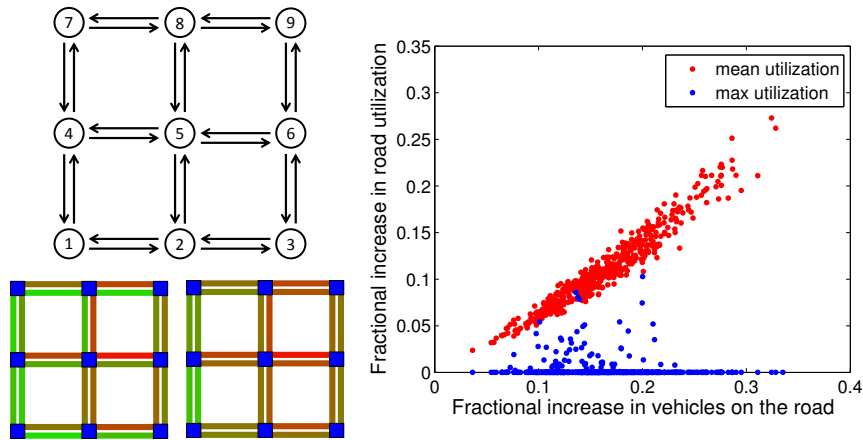 7 8 9
4 5 6
1 2 3
Fractional increase in road utilization
0.35
0.3
0.25
0.2
0.15
0.1
0.05
0
mean utilization
max utilization
0 0.1 0.2 0.3 0.4
Fractional increase in vehicles on the road